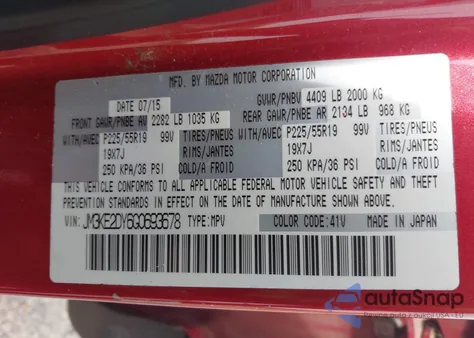 MFD. BY MAZDA MOTOR CORPORATION
DATE 07/15 GVWR/PNBV 4409 LB 2000 KG
FRONT GAWR/PNBE AV 2282 LB 1035 KG REAR GAWR/PNBE AR 2134 LB 968 KG
WITH/AVEC P225/55R19 99V TIRES/PNEUS WITH/AVEC P225/55R19 99V TIRES/PNEUS
19X7J RIMS/JANTES 19X7J RIMS/JANTES
250 KPA/36 PSI 250 KPA/36 PSI
THIS VEHICLE CONFORMS TO ALL APPLICABLE FEDERAL MOTOR VEHICLE SAFETY AND THEFT
PREVENTION STANDARDS IN EFFECT ON THE DATE OF MANUFACTURE SHOWN ABOVE.
VIN: JM3KE2DY6G0693678 TYPE:MPV COLOR CODE:41V MADE IN JAPAN
autoSnap